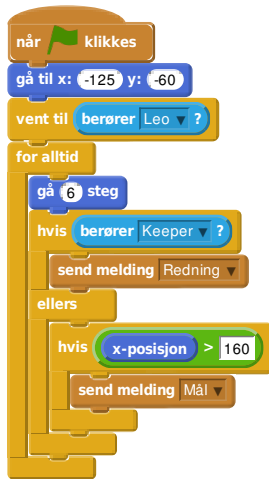 når klikkes
gå til x: -125 y: -60
vent til berører Leo ?
for alltid
gå 6 steg
hvis berører Keeper ?
send melding Redning
ellers
hvis x-posisjon > 160
send melding Mål